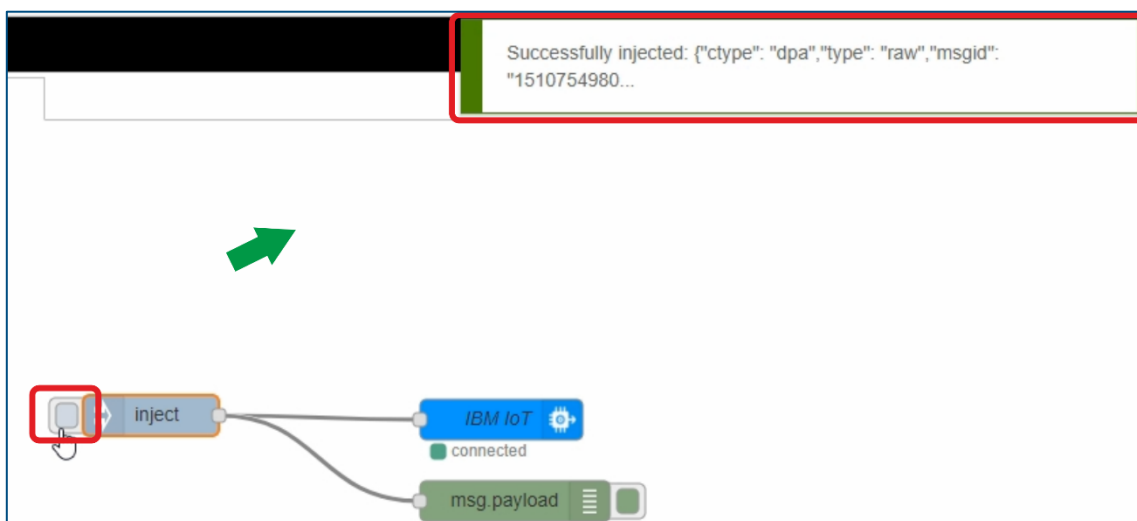 Successfully injected: {"ctype": "dpa","type": "raw","msgid":
"1510754980...
inject
IBM IoT
connected
msg.payload